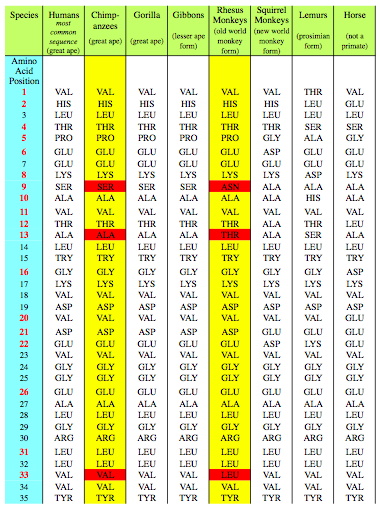 Species Humans Chimp- Gorilla Gibbons Rhesus Squirrel Lemurs Horse
most common sequence (great ape) anzees (great ape) (great ape) (lesser ape form) Monkeys (old world monkey form) Monkeys (new world monkey form) (prosimian form) (not a primate)
Amino
Acid
Position
1 VAL VAL VAL VAL VAL VAL THR VAL
2 HIS HIS HIS HIS HIS HIS LEU GLU
3 LEU LEU LEU LEU LEU LEU LEU LEU
4 THR THR THR THR THR THR SER SER
5 PRO PRO PRO PRO PRO GLY ALA GLY
6 GLU GLU GLU GLU GLU ASP GLU GLU
7 GLU GLU GLU GLU GLU GLU GLU GLU
8 LYS LYS LYS LYS LYS LYS ASP LYS
9 SER SER SER SER ASN ALA ALA ALA
10 ALA ALA ALA ALA ALA ALA HIS ALA
11 VAL VAL VAL VAL VAL VAL VAL VAL
12 THR THR THR THR THR ALA THR LEU
13 ALA ALA ALA ALA THR ALA SER ALA
14 LEU LEU LEU LEU LEU LEU LEU LEU
15 TRY TRY TRY TRY TRY TRY TRY TRY
16 GLY GLY GLY GLY GLY GLY GLY ASP
17 LYS LYS LYS LYS LYS LYS LYS LYS
18 VAL VAL VAL VAL VAL VAL VAL VAL
19 ASP ASP ASP ASP ASP ASP ASP ASP
20 VAL VAL VAL VAL VAL VAL VAL GLU
21 ASP ASP ASP ASP ASP GLU GLU GLU
22 GLU GLU GLU GLU GLU ASP LYS GLU
23 VAL VAL VAL VAL VAL VAL VAL VAL
24 GLY GLY GLY GLY GLY GLY GLY GLY
25 GLY GLY GLY GLY GLY GLY GLY GLY
26 GLU GLU GLU GLU GLU GLU GLU GLU
27 ALA ALA ALA ALA ALA ALA ALA ALA
28 LEU LEU LEU LEU LEU LEU LEU LEU
29 GLY GLY GLY GLY GLY GLY GLY GLY
30 ARG ARG ARG ARG ARG ARG ARG ARG
31 LEU LEU LEU LEU LEU LEU LEU LEU
32 LEU LEU LEU LEU LEU LEU LEU LEU
33 VAL VAL VAL VAL LEU VAL VAL VAL
34 VAL VAL VAL VAL VAL VAL VAL VAL
35 TYR TYR TYR TYR TYR TYR TYR TYR